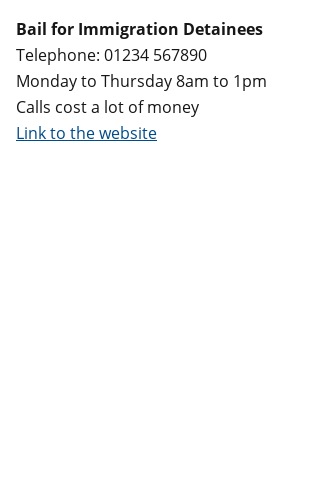 Bail for Immigration Detainees
Telephone: 01234 567890
Monday to Thursday 8am to 1pm
Calls cost a lot of money
Link to the website